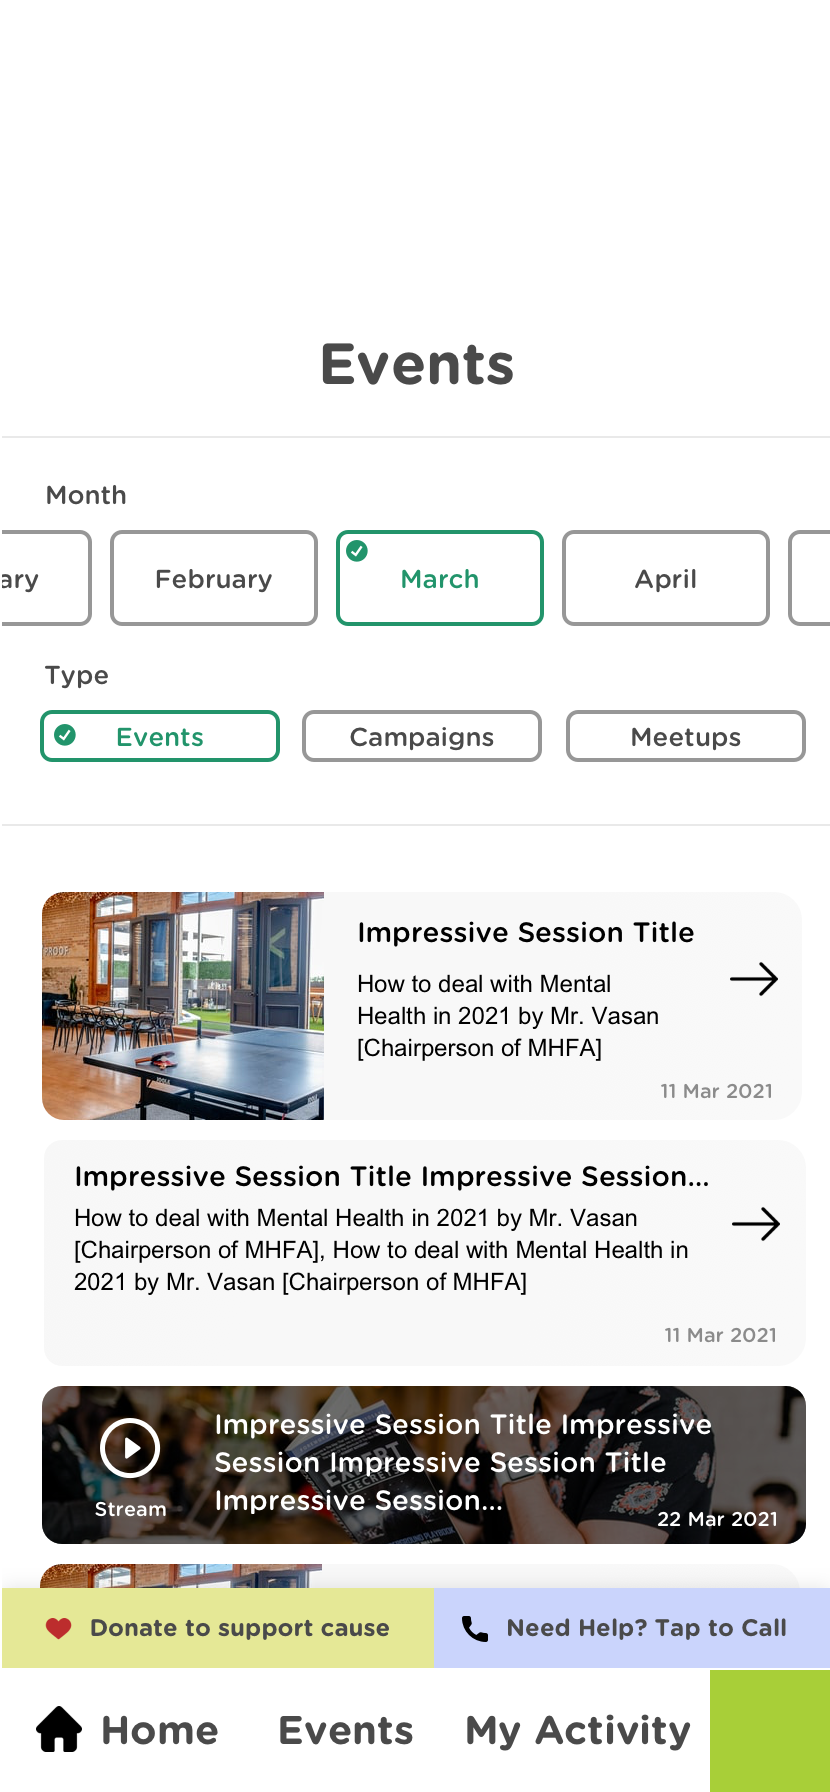 Events
Month
ary
February
March
April
Type
Events
Campaigns
Meetups
PROOF
Impressive Session Title
How to deal with Mental
Health in 2021 by Mr. Vasan
[Chairperson of MHFA]
11 Mar 2021
Impressive Session Title Impressive Session...
How to deal with Mental Health in 2021 by Mr. Vasan
[Chairperson of MHFA], How to deal with Mental Health in
2021 by Mr. Vasan [Chairperson of MHFA]
11 Mar 2021
Impressive Session Title Impressive
Session Impressive Session Title
Impressive Session...
Stream
EXPERT
SECRETS
22 Mar 2021
Donate to support cause
Need Help? Tap to Call
Home
Events
My Activity